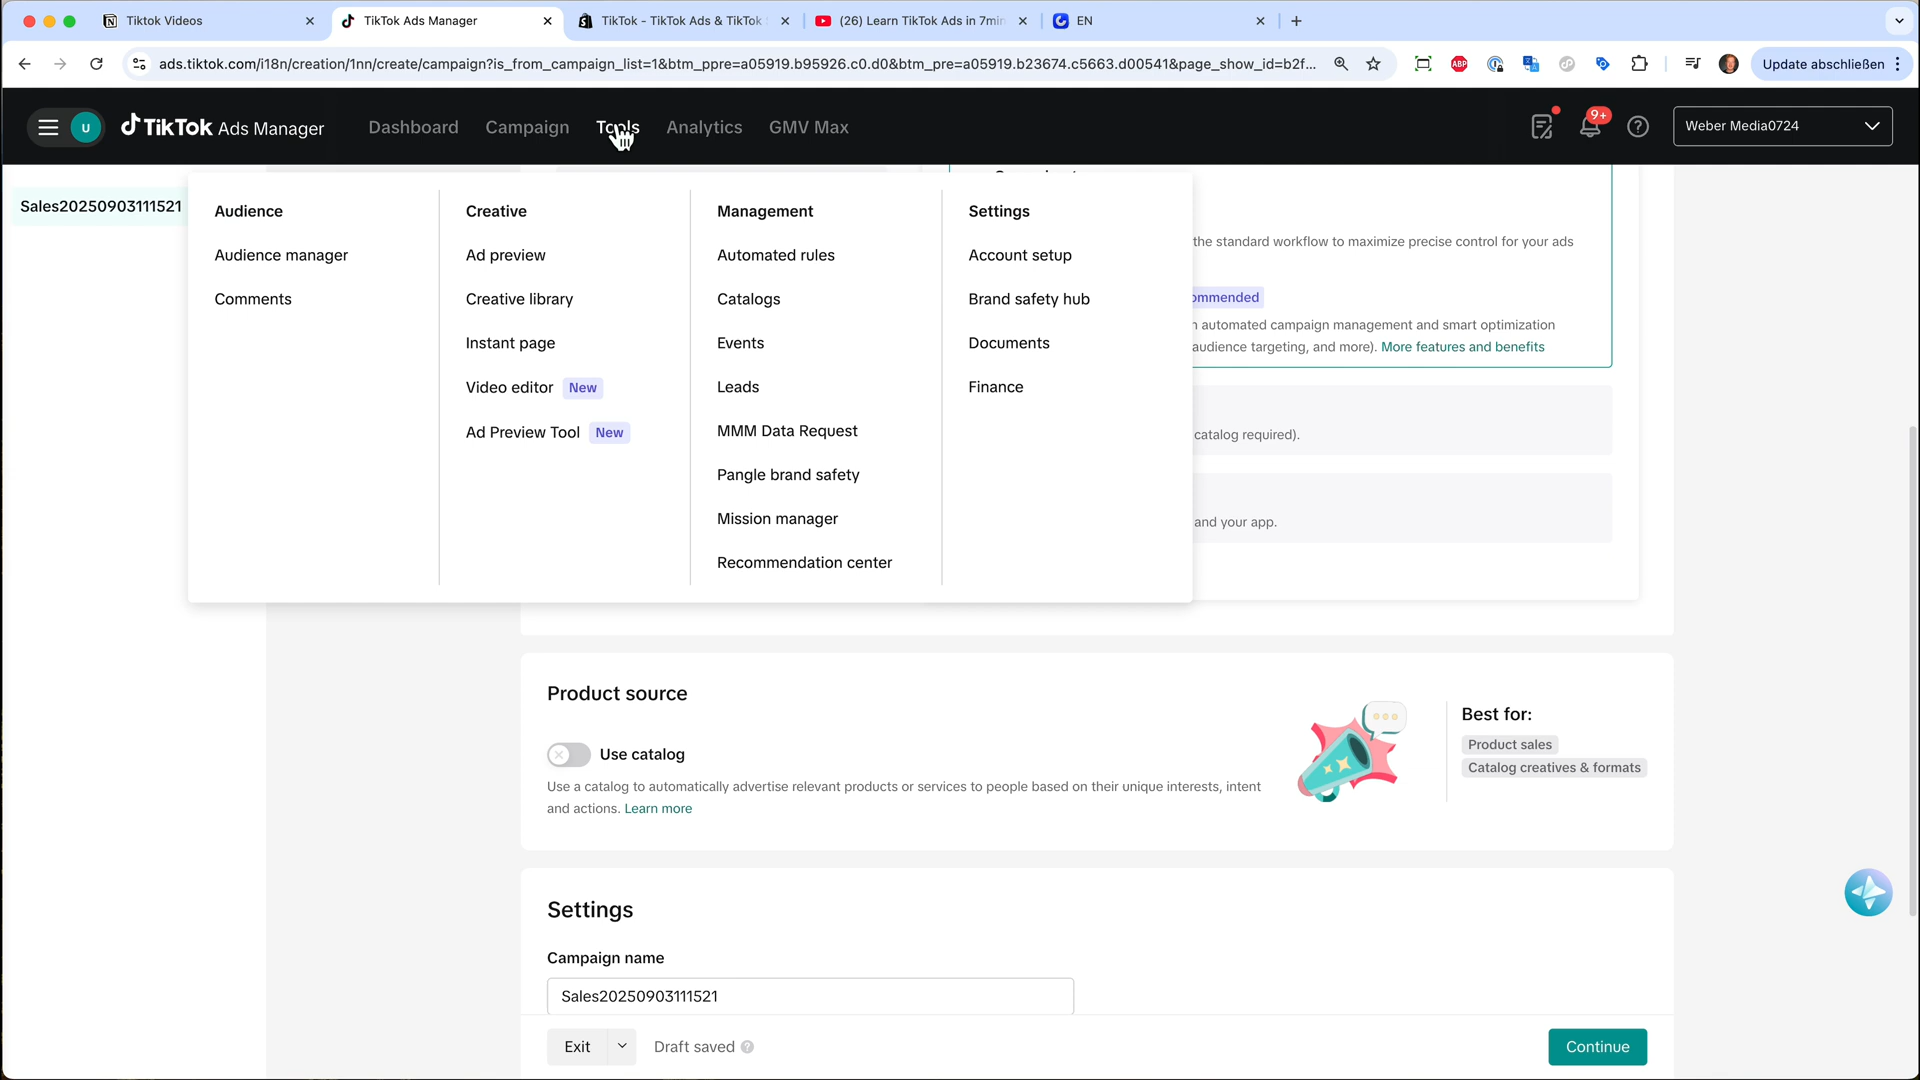 Tiktok Videos
TikTok Ads Manager
TikTok - TikTok Ads & TikTok
(26) Learn TikTok Ads in 7min
EN
ads.tiktok.com/i18n/creation/1nn/create/campaign?is_from_campaign_list=1&btm_ppre=a05919.b95926.c0.d0&btm_pre=a05919.b23674.c5663.d00541&page_show_id=b2f...
ABP
Update abschließen
U
TikTok Ads Manager
Dashboard
Campaign
Tools
Analytics
GMV Max
9+
Weber Media0724
Sales20250903111521
Audience
Audience manager
Comments
Creative
Ad preview
Creative library
Instant page
Video editor New
Ad Preview Tool New
Management
Automated rules
Catalogs
Events
Leads
MMM Data Request
Pangle brand safety
Mission manager
Recommendation center
Settings
Account setup
Brand safety hub
Documents
Finance
the standard workflow to maximize precise control for your ads
ommended
n automated campaign management and smart optimization
audience targeting, and more). More features and benefits
catalog required).
and your app.
Product source
Use catalog
Use a catalog to automatically advertise relevant products or services to people based on their unique interests, intent
and actions. Learn more
Best for:
Product sales
Catalog creatives & formats
Settings
Campaign name
Sales20250903111521
Exit
Draft saved
Continue